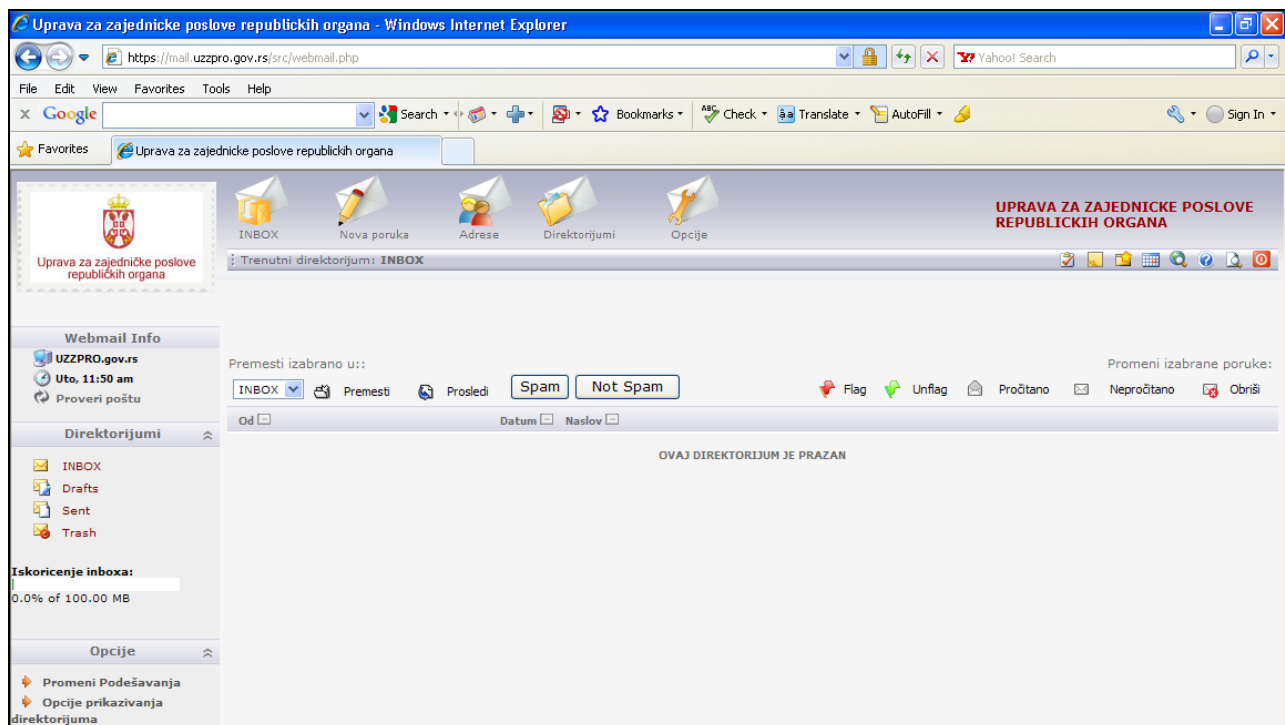 Uprava za zajednicke poslove republickih organa - Windows Internet Explorer
https://mail.uzzpro.gov.rs/src/webmail.php
Yahoo! Search
File Edit View Favorites Tools Help
x Google Search Bookmarks ABC Check Translate AutoFill Sign In
Favorites Uprava za zajednicke poslove republickih organa
Uprava za zajedničke poslove
republičkih organa
INBOX Nova poruka Adrese Direktorijumi Opcije
UPRAVA ZA ZAJEDNICKE POSLOVE
REPUBLICKIH ORGANA
Trenutni direktorijum: INBOX
Webmail Info
UZZPRO.gov.rs
Uto, 11:50 am
Proveri poštu
Direktorijumi
INBOX
Drafts
Sent
Trash
Iskoricenje inboxa:
0.0% of 100.00 MB
Opcije
Promeni Podešavanja
Opcije prikazivanja
direktorijuma
Premesti izabrano u:: Promeni izabrane poruke:
INBOX Premesti Prosledi Spam Not Spam Flag Unflag Pročitano Nepročitano Obriši
Od Datum Naslov
OVAJ DIREKTORIJUM JE PRAZAN